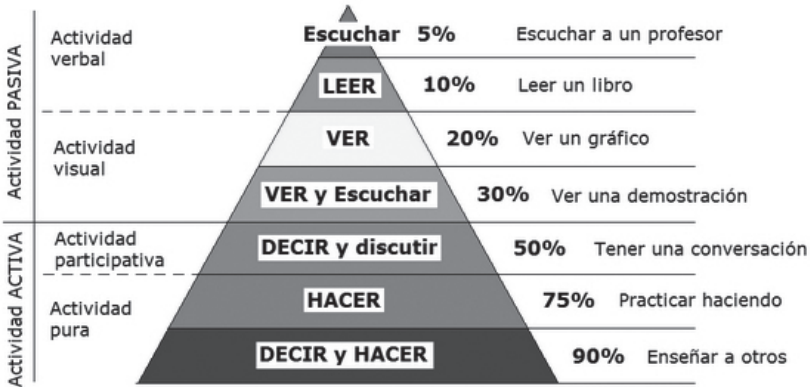 Actividad PASIVA
Actividad
verbal
Escuchar 5% Escuchar a un profesor
LEER 10% Leer un libro
Actividad
visual
VER 20% Ver un gráfico
VER y Escuchar 30% Ver una demostración
Actividad ACTIVA
Actividad
participativa
DECIR y discutir 50% Tener una conversación
Actividad
pura
HACER 75% Practicar haciendo
DECIR y HACER 90% Enseñar a otros